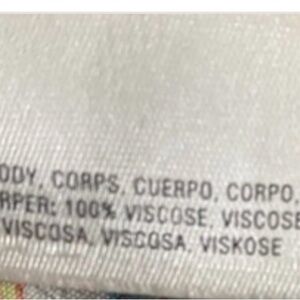 ODY, CORPS, CUERPO, CORPO,
RPER: 100% VISCOSE, VISCOSE
VISCOSA, VISCOSA, VISKOSE